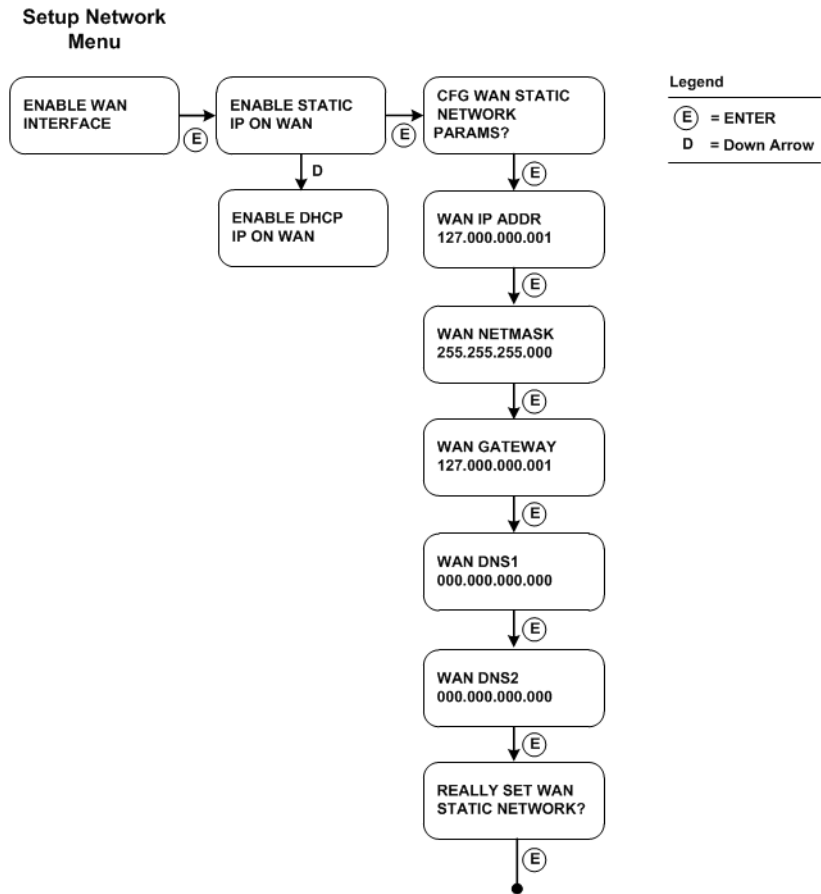 Setup Network
Menu
ENABLE WAN
INTERFACE
E
ENABLE STATIC
IP ON WAN
E
CFG WAN STATIC
NETWORK
PARAMS?
Legend
E = ENTER
D = Down Arrow
D
ENABLE DHCP
IP ON WAN
E
WAN IP ADDR
127.000.000.001
E
WAN NETMASK
255.255.255.000
E
WAN GATEWAY
127.000.000.001
E
WAN DNS1
000.000.000.000
E
WAN DNS2
000.000.000.000
E
REALLY SET WAN
STATIC NETWORK?
E